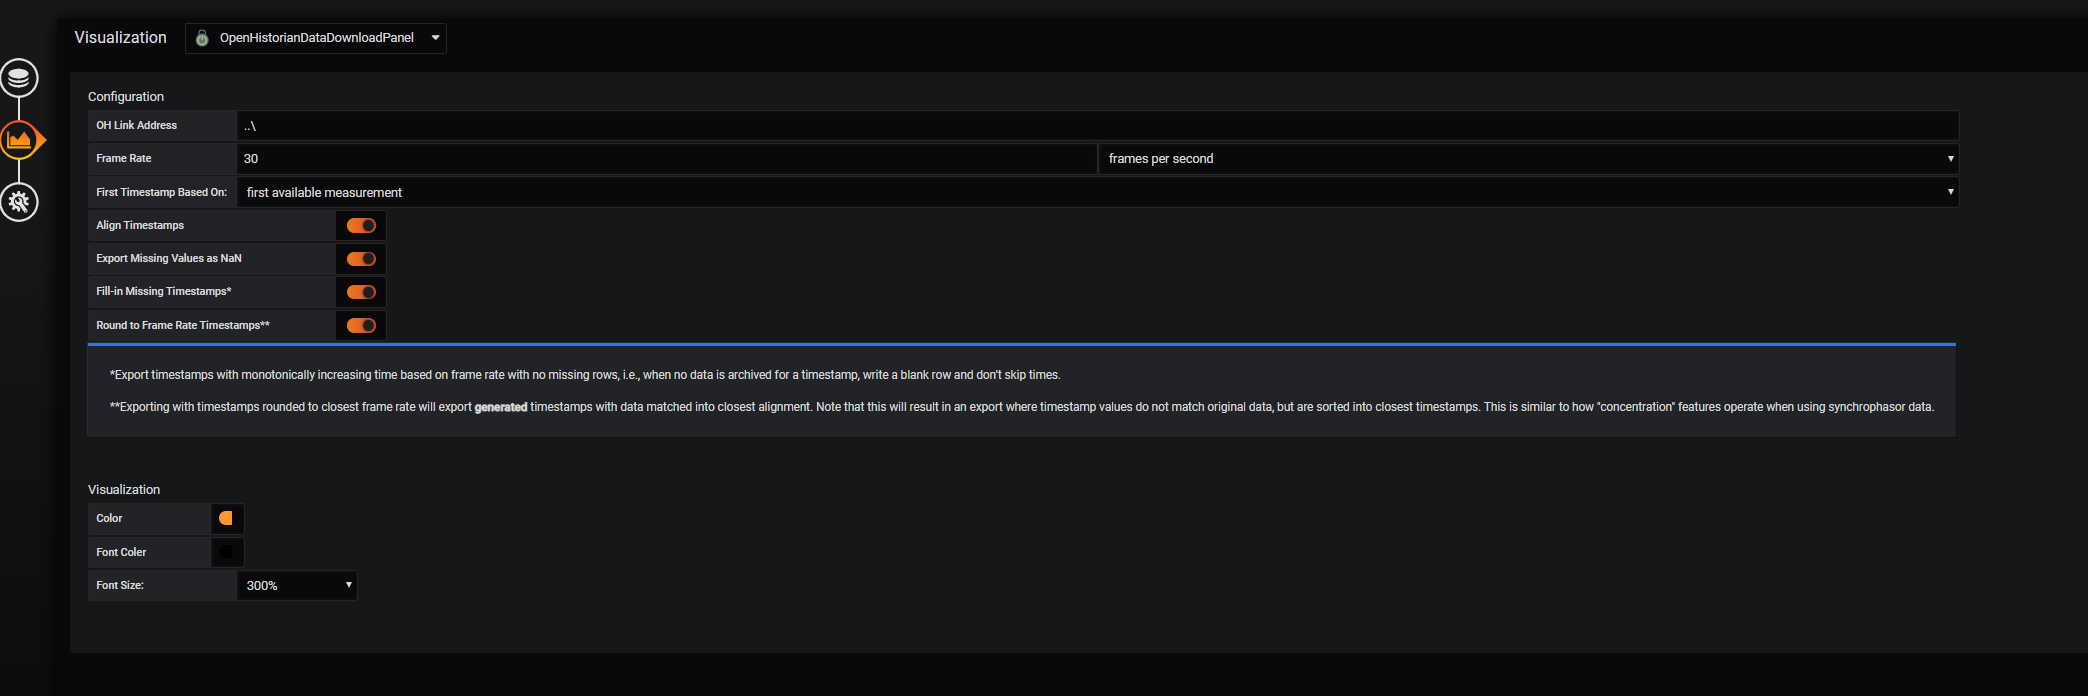 Visualization OpenHistorianDataDownloadPanel
Configuration
OH Link Address ..\
Frame Rate 30 frames per second
First Timestamp Based On: first available measurement
Align Timestamps
Export Missing Values as NaN
Fill-in Missing Timestamps*
Round to Frame Rate Timestamps**
*Export timestamps with monotonically increasing time based on frame rate with no missing rows, i.e., when no data is archived for a timestamp, write a blank row and don't skip times.
**Exporting with timestamps rounded to closest frame rate will export generated timestamps with data matched into closest alignment. Note that this will result in an export where timestamp values do not match original data, but are sorted into closest timestamps. This is similar to how "concentration" features operate when using synchrophasor data.
Visualization
Color
Font Coler
Font Size: 300%